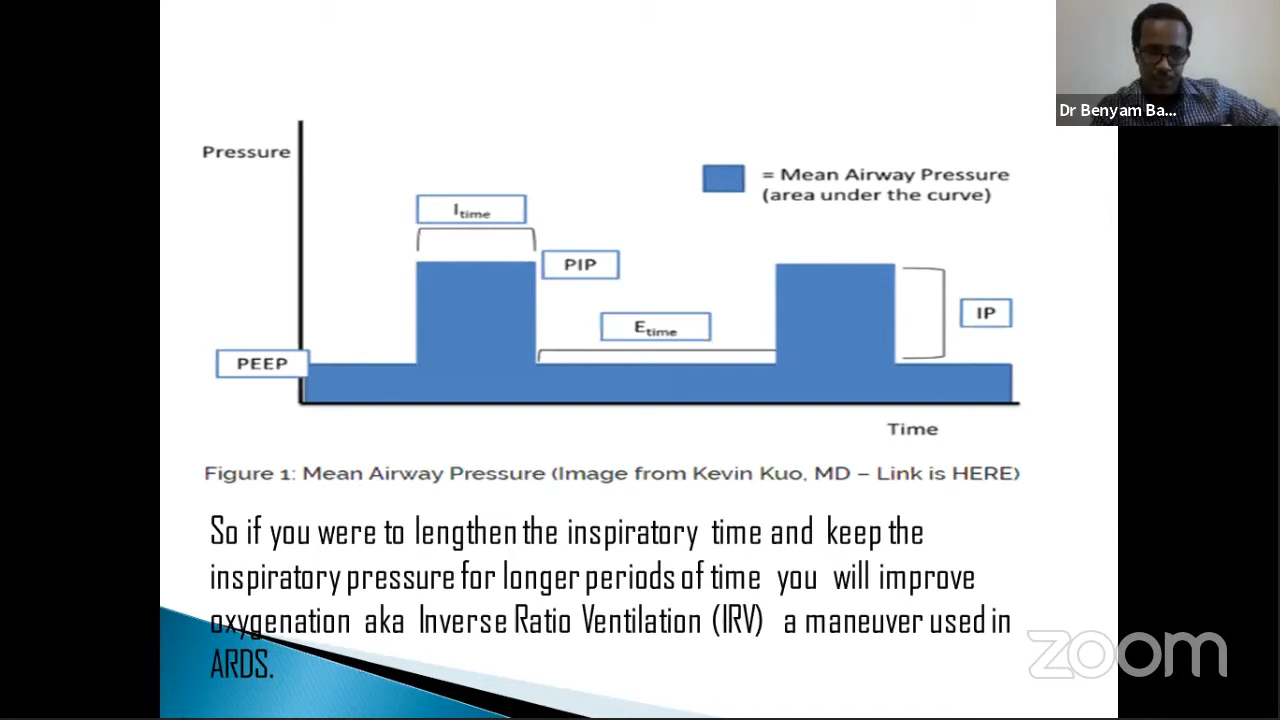 Dr Benyam Ba...
Pressure
= Mean Airway Pressure
(area under the curve)
Itime
PIP
IP
Etime
PEEP
Time
Figure 1: Mean Airway Pressure (Image from Kevin Kuo, MD – Link is HERE)
So if you were to lengthen the inspiratory time and keep the
inspiratory pressure for longer periods of time you will improve
oxygenation aka Inverse Ratio Ventilation (IRV) a maneuver used in
ARDS.
zoom